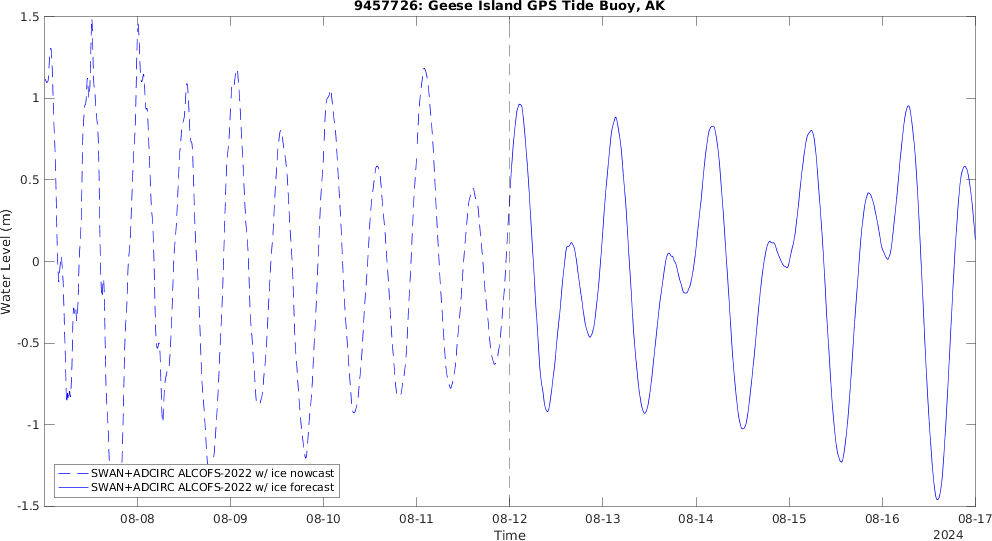 9457726: Geese Island GPS Tide Buoy, AK
Water Level (m)
1.5
1
0.5
0
-0.5
-1
-1.5
SWAN+ADCIRC ALCOFS-2022 w/ ice nowcast
SWAN+ADCIRC ALCOFS-2022 w/ ice forecast
08-08 08-09 08-10 08-11 08-12 08-13 08-14 08-15 08-16 08-17
Time
2024